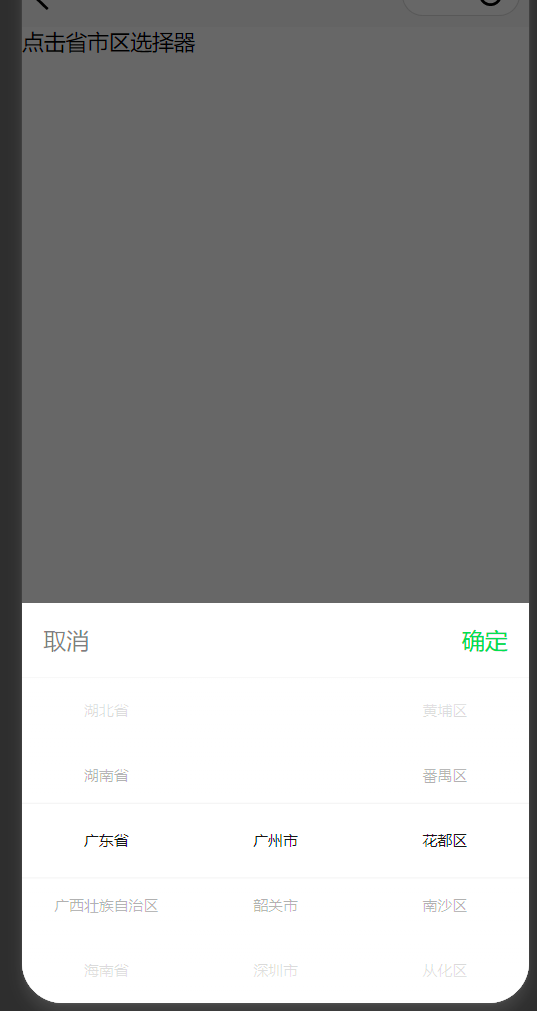 点击省市区选择器
取消 确定
湖北省 黄埔区
湖南省 番禺区
广东省 广州市 花都区
广西壮族自治区 韶关市 南沙区
海南省 深圳市 从化区